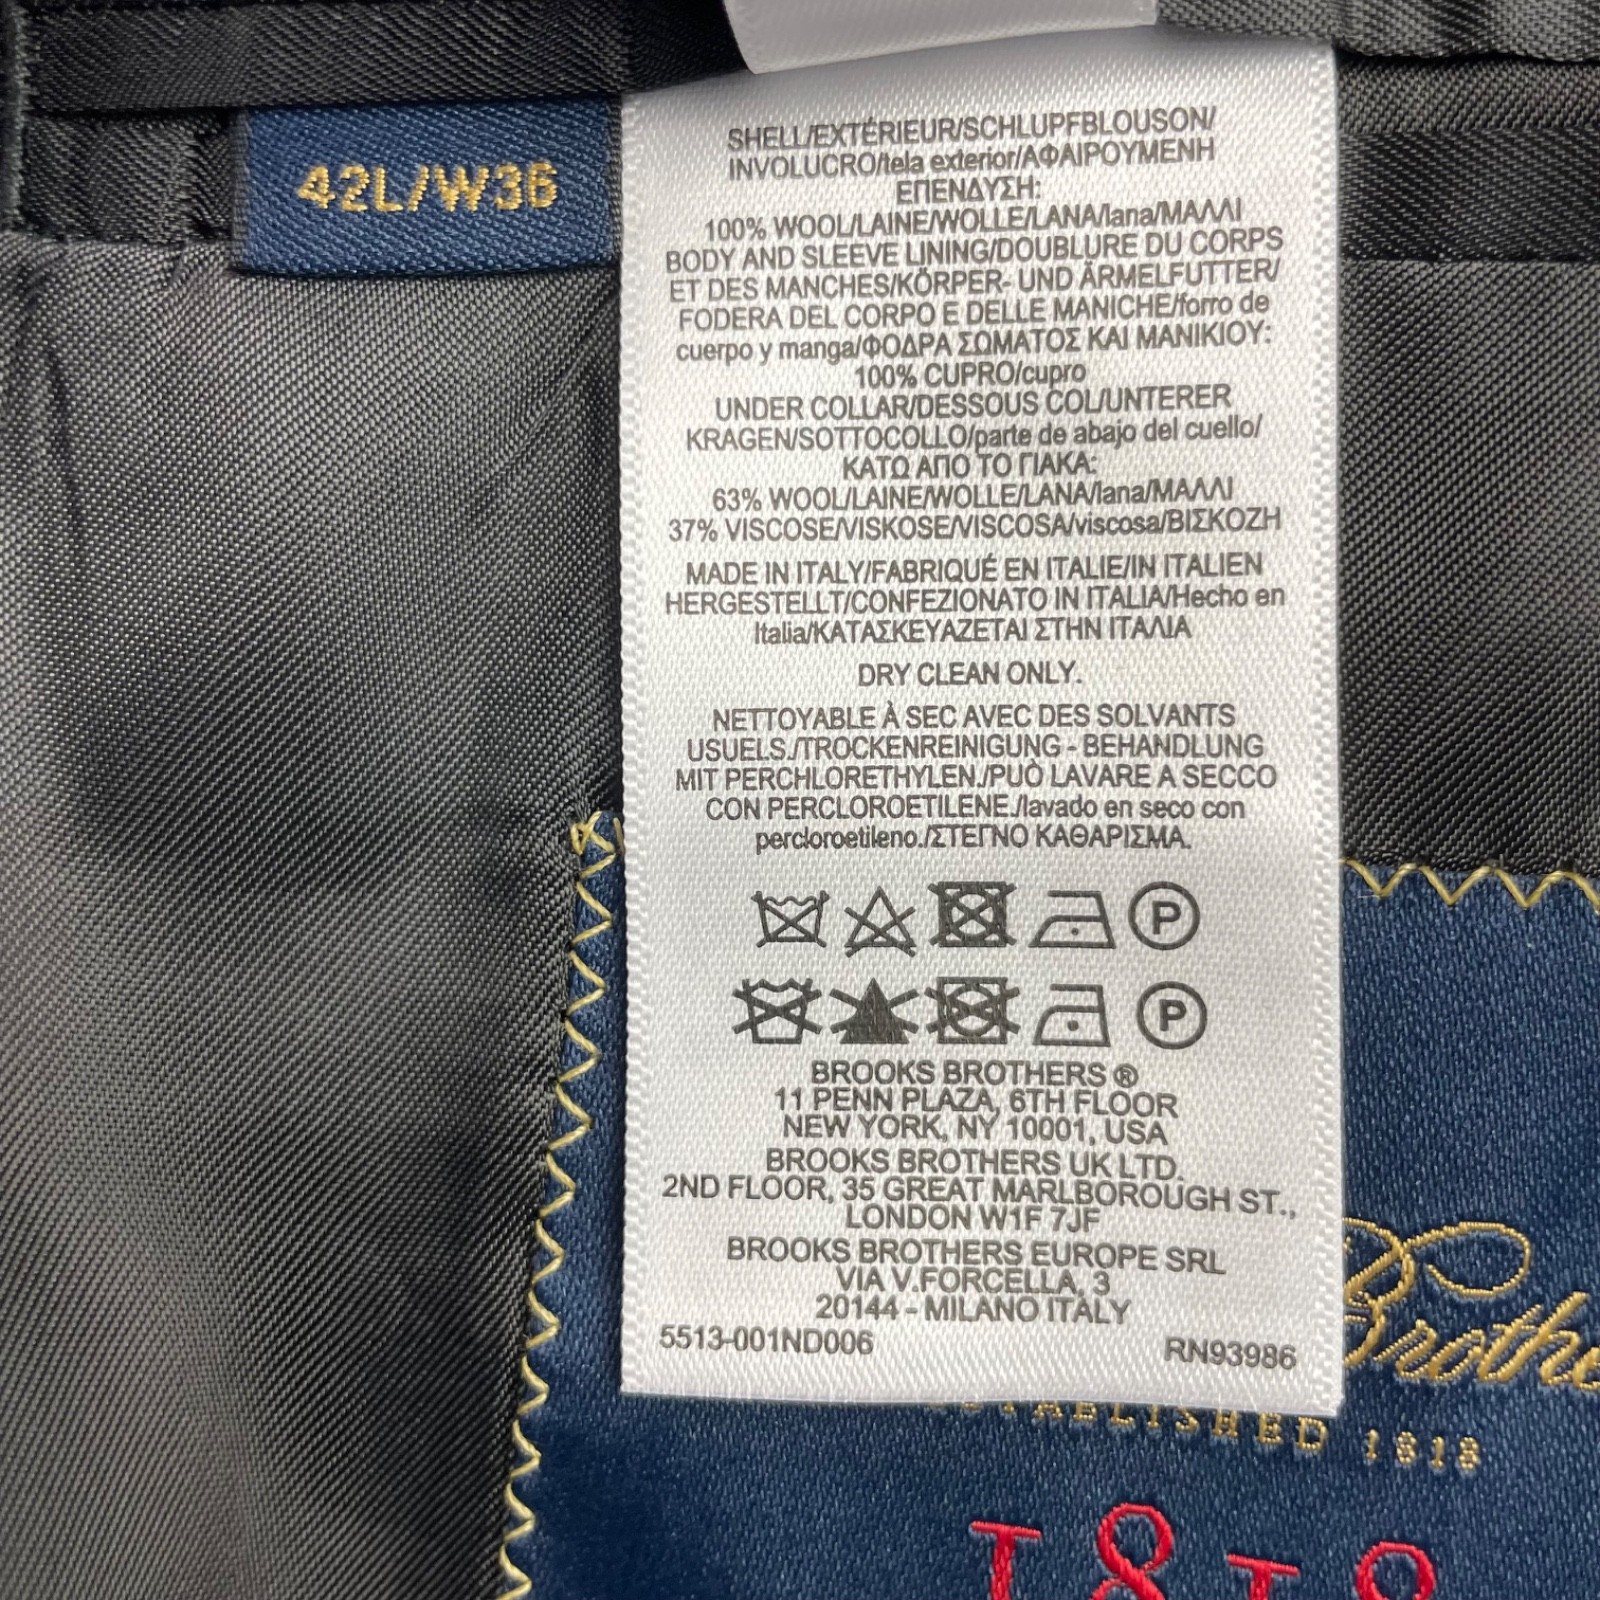 42L/W36
SHELL/EXTÉRIEUR/SCHLUPFBLOUSON/
INVOLUCRO/tela exterior/ΑΦΑΙΡΟΥΜΕΝΗ
ΕΠΕΝΔΥΣΗ:
100% WOOL/LAINE/WOLLE/LANA/lana/ΜΑΛΛΙ
BODY AND SLEEVE LINING/DOUBLURE DU CORPS
ET DES MANCHES/KÖRPER- UND ÄRMELFUTTER/
FODERA DEL CORPO E DELLE MANICHE/forro de
cuerpo y manga/ΦΟΔΡΑ ΣΩΜΑΤΟΣ ΚΑΙ ΜΑΝΙΚΙΟΥ:
100% CUPRO/cupro
UNDER COLLAR/DESSOUS COL/UNTERER
KRAGEN/SOTTOCOLLO/parte de abajo del cuello/
ΚΑΤΩ ΑΠΟ ΤΟ ΓΙΑΚΑ:
63% WOOL/LAINE/WOLLE/LANA/lana/ΜΑΛΛΙ
37% VISCOSE/VISKOSE/VISCOSA/viscosa/ΒΙΣΚΟΖΗ
MADE IN ITALY/FABRIQUÉ EN ITALIE/IN ITALIEN
HERGESTELLT/CONFEZIONATO IN ITALIA/Hecho en
Italia/ΚΑΤΑΣΚΕΥΑΖΕΤΑΙ ΣΤΗΝ ΙΤΑΛΙΑ
DRY CLEAN ONLY.
NETTOYABLE À SEC AVEC DES SOLVANTS
USUELS./TROCKENREINIGUNG - BEHANDLUNG
MIT PERCHLORETHYLEN./PUÒ LAVARE A SECCO
CON PERCLOROETILENE./lavado en seco con
percloroetileno./ΣΤΕΓΝΟ ΚΑΘΑΡΙΣΜΑ.
P
P
BROOKS BROTHERS ®
11 PENN PLAZA, 6TH FLOOR
NEW YORK, NY 10001, USA
BROOKS BROTHERS UK LTD.
2ND FLOOR, 35 GREAT MARLBOROUGH ST.,
LONDON W1F 7JF
BROOKS BROTHERS EUROPE SRL
VIA V.FORCELLA, 3
20144 - MILANO ITALY
5513-001ND006 RN93986
Brothe
ESTABLISHED 1818
1818